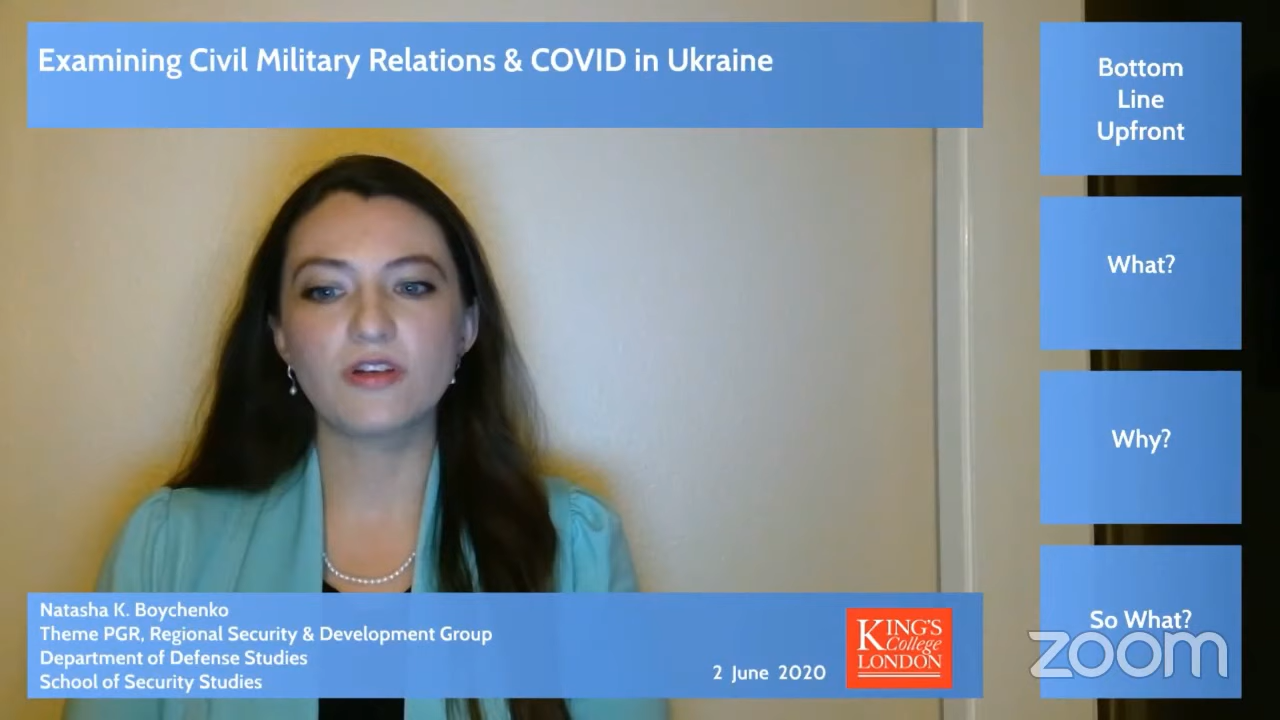 Examining Civil Military Relations & COVID in Ukraine
Bottom
Line
Upfront
What?
Why?
So What?
Natasha K. Boychenko
Theme PGR, Regional Security & Development Group
Department of Defense Studies
School of Security Studies
2 June 2020
KING'S
College
LONDON
zoom